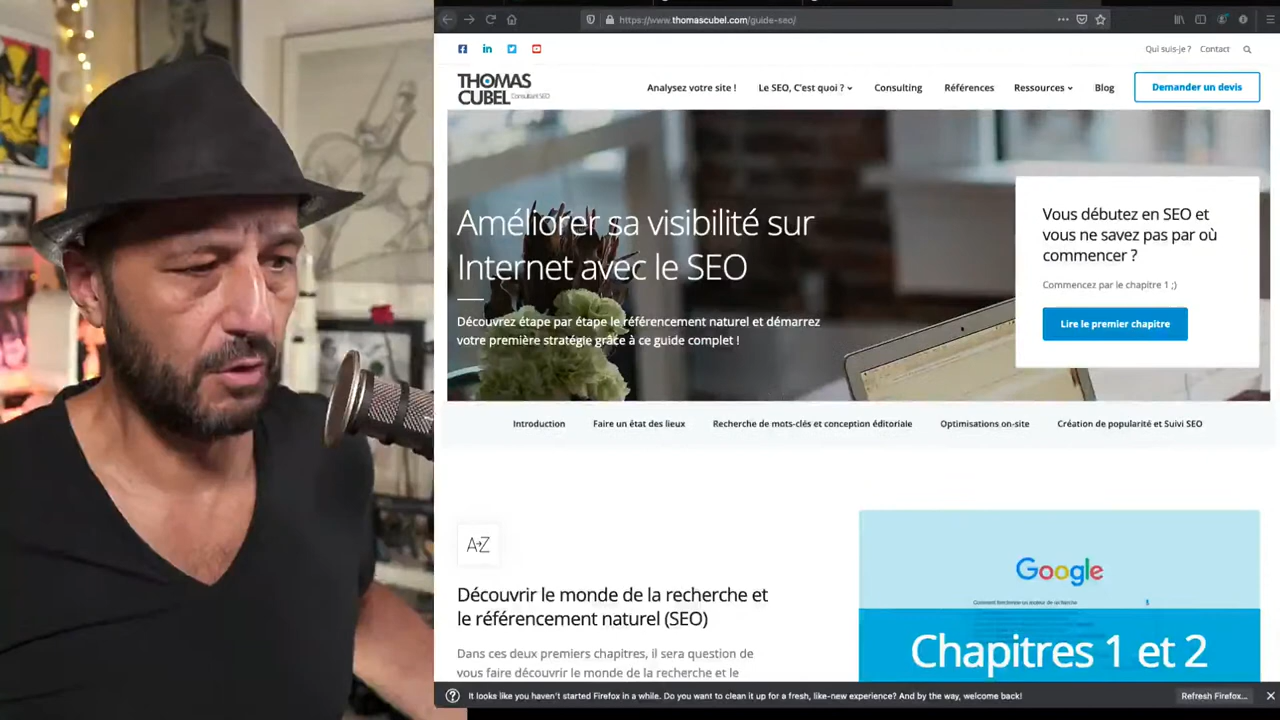 https://www.thomascubel.com/guide-seo/
Qui suis-je ?
Contact
THOMAS
CUBEL Consultant SEO
Analysez votre site !
Le SEO, C'est quoi ?
Consulting
Références
Ressources
Blog
Demander un devis
Améliorer sa visibilité sur
Internet avec le SEO
Découvrez étape par étape le référencement naturel et démarrez
votre première stratégie grâce à ce guide complet !
Vous débutez en SEO et
vous ne savez pas par où
commencer ?
Commencez par le chapitre 1 ;)
Lire le premier chapitre
Introduction
Faire un état des lieux
Recherche de mots-clés et conception éditoriale
Optimisations on-site
Création de popularité et Suivi SEO
A→Z
Découvrir le monde de la recherche et
le référencement naturel (SEO)
Dans ces deux premiers chapitres, il sera question de
vous faire découvrir le monde de la recherche et le
Google
Comment fonctionne un moteur de recherche
Chapitres 1 et 2
It looks like you haven't started Firefox in a while. Do you want to clean it up for a fresh, like-new experience? And by the way, welcome back!
Refresh Firefox...